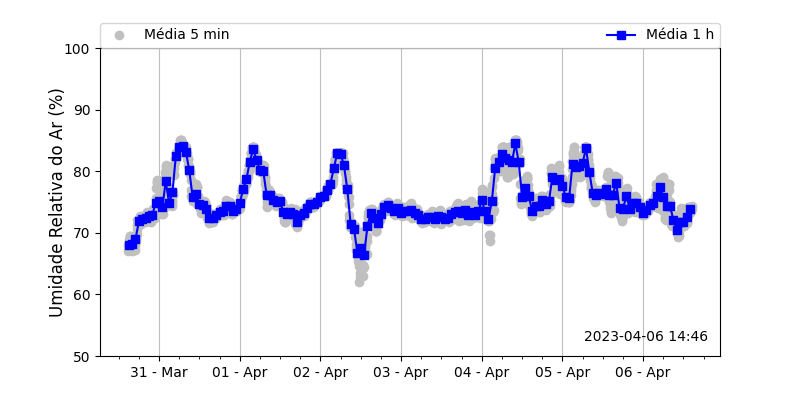 Média 5 min
Média 1 h
100
90
80
70
60
50
Umidade Relativa do Ar (%)
2023-04-06 14:46
31 - Mar
01 - Apr
02 - Apr
03 - Apr
04 - Apr
05 - Apr
06 - Apr